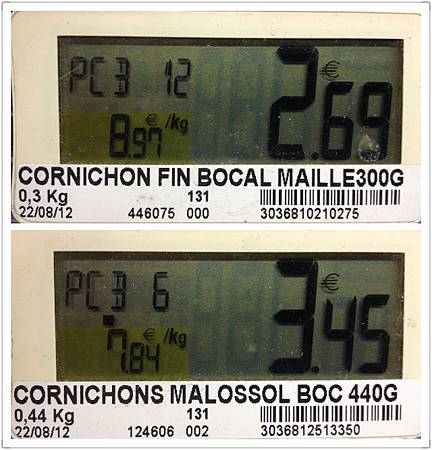 PCB 12
2.69 €
8.97 €/kg
CORNICHON FIN BOCAL MAILLE300G
0,3 Kg 131
22/08/12 446075 000 3036810210275
PCB 6
3.45 €
7.84 €/kg
CORNICHONS MALOSSOL BOC 440G
0,44 Kg 131
22/08/12 124606 002 3036812513350